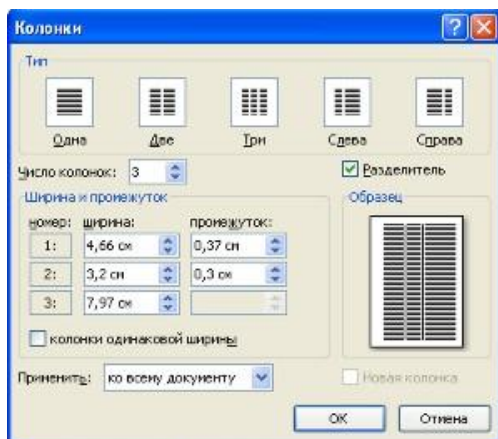 Колонки
Тип
Одна Две Три Слева Справа
Число колонок: 3 Разделитель
Ширина и промежуток Образец
номер: ширина: промежуток:
1: 4,66 см 0,37 см
2: 3,2 см 0,3 см
3: 7,97 см
колонки одинаковой ширины
Применить: ко всему документу Новая колонка
ОК Отмена